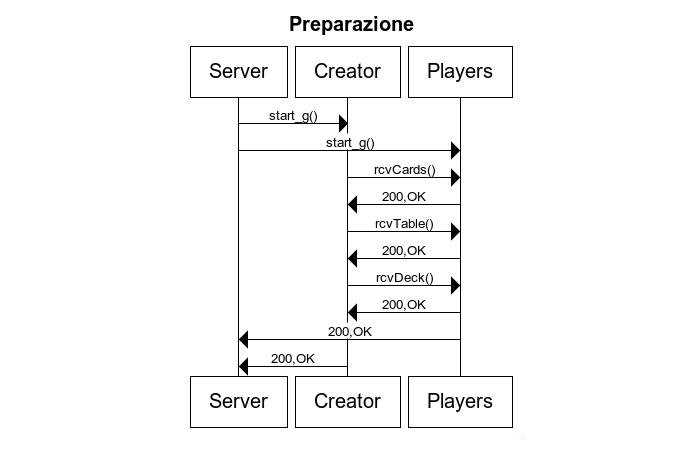 Preparazione
Server Creator Players
start_g()
start_g()
rcvCards()
200,OK
rcvTable()
200,OK
rcvDeck()
200,OK
200,OK
200,OK
Server Creator Players